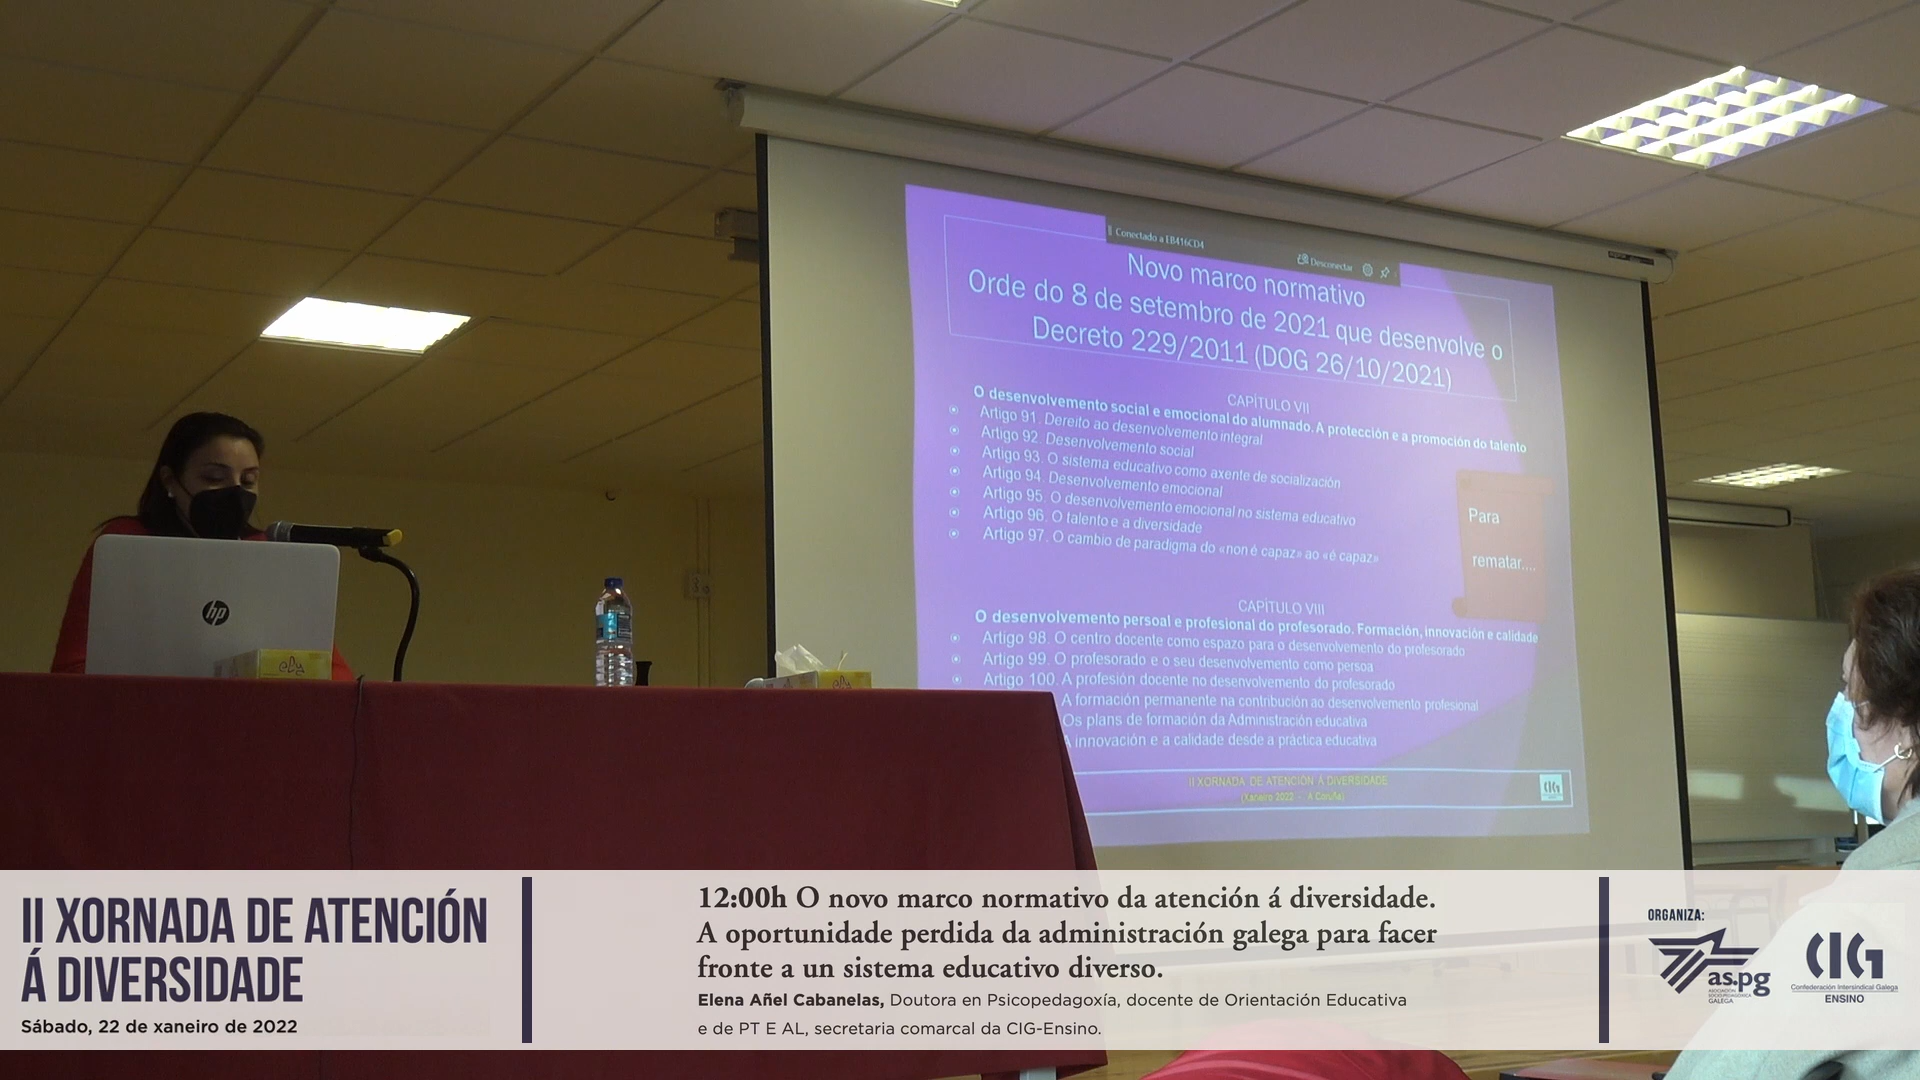 Conectado a EB416CD4
Desconectar
Novo marco normativo
Orde do 8 de setembro de 2021 que desenvolve o
Decreto 229/2011 (DOG 26/10/2021)
CAPÍTULO VII
O desenvolvemento social e emocional do alumnado. A protección e a promoción do talento
Artigo 91. Dereito ao desenvolvemento integral
Artigo 92. Desenvolvemento social
Artigo 93. O sistema educativo como axente de socialización
Artigo 94. Desenvolvemento emocional
Artigo 95. O desenvolvemento emocional no sistema educativo
Artigo 96. O talento e a diversidade
Artigo 97. O cambio de paradigma do «non é capaz» ao «é capaz»
Para
rematar....
CAPÍTULO VIII
O desenvolvemento persoal e profesional do profesorado. Formación, innovación e calidade
Artigo 98. O centro docente como espazo para o desenvolvemento do profesorado
Artigo 99. O profesorado e o seu desenvolvemento como persoa
Artigo 100. A profesión docente no desenvolvemento do profesorado
A formación permanente na contribución ao desenvolvemento profesional
Os plans de formación da Administración educativa
A innovación e a calidade desde a práctica educativa
II XORNADA DE ATENCIÓN Á DIVERSIDADE
(Xaneiro 2022 - A Coruña)
CIG
hp
II XORNADA DE ATENCIÓN
Á DIVERSIDADE
Sábado, 22 de xaneiro de 2022
12:00h O novo marco normativo da atención á diversidade.
A oportunidade perdida da administración galega para facer
fronte a un sistema educativo diverso.
Elena Añel Cabanelas, Doutora en Psicopedagoxía, docente de Orientación Educativa
e de PT E AL, secretaria comarcal da CIG-Ensino.
ORGANIZA:
as.pg
ASOCIACIÓN
SOCIOPEDAGÓXICA
GALEGA
CIG
Confederación Intersindical Galega
ENSINO